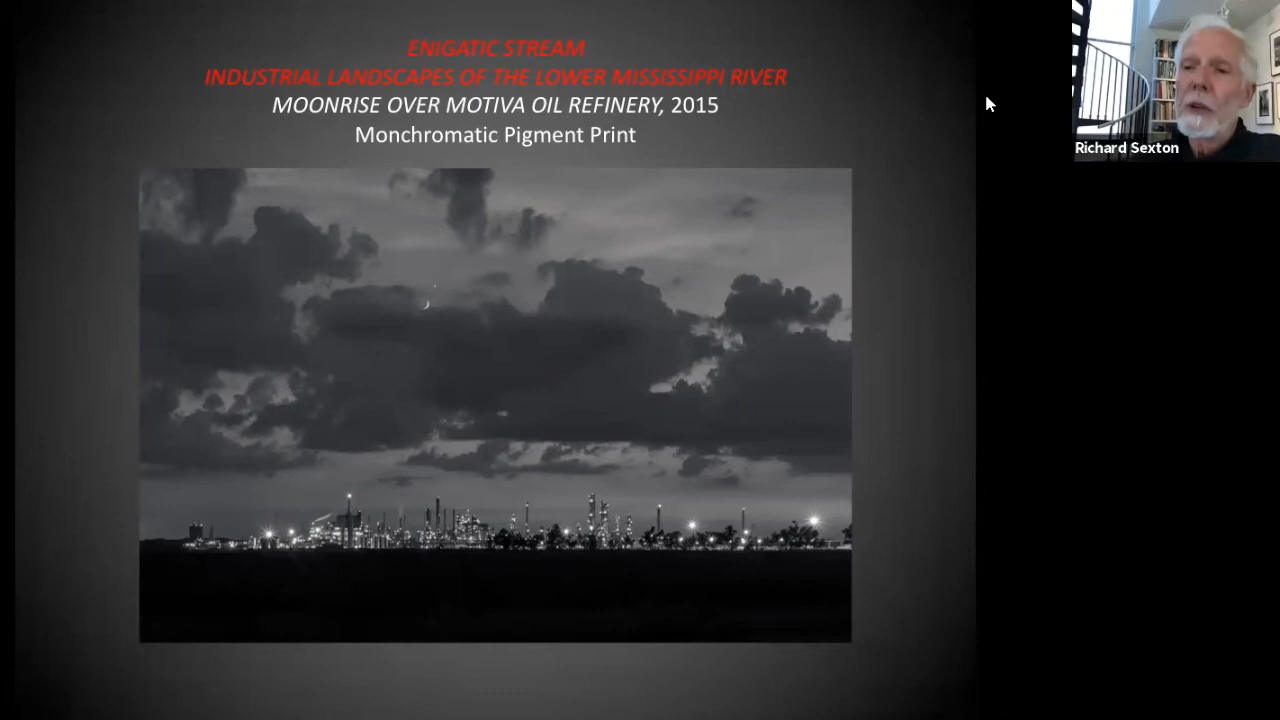 ENIGATIC STREAM
INDUSTRIAL LANDSCAPES OF THE LOWER MISSISSIPPI RIVER
MOONRISE OVER MOTIVA OIL REFINERY, 2015
Monchromatic Pigment Print
Richard Sexton